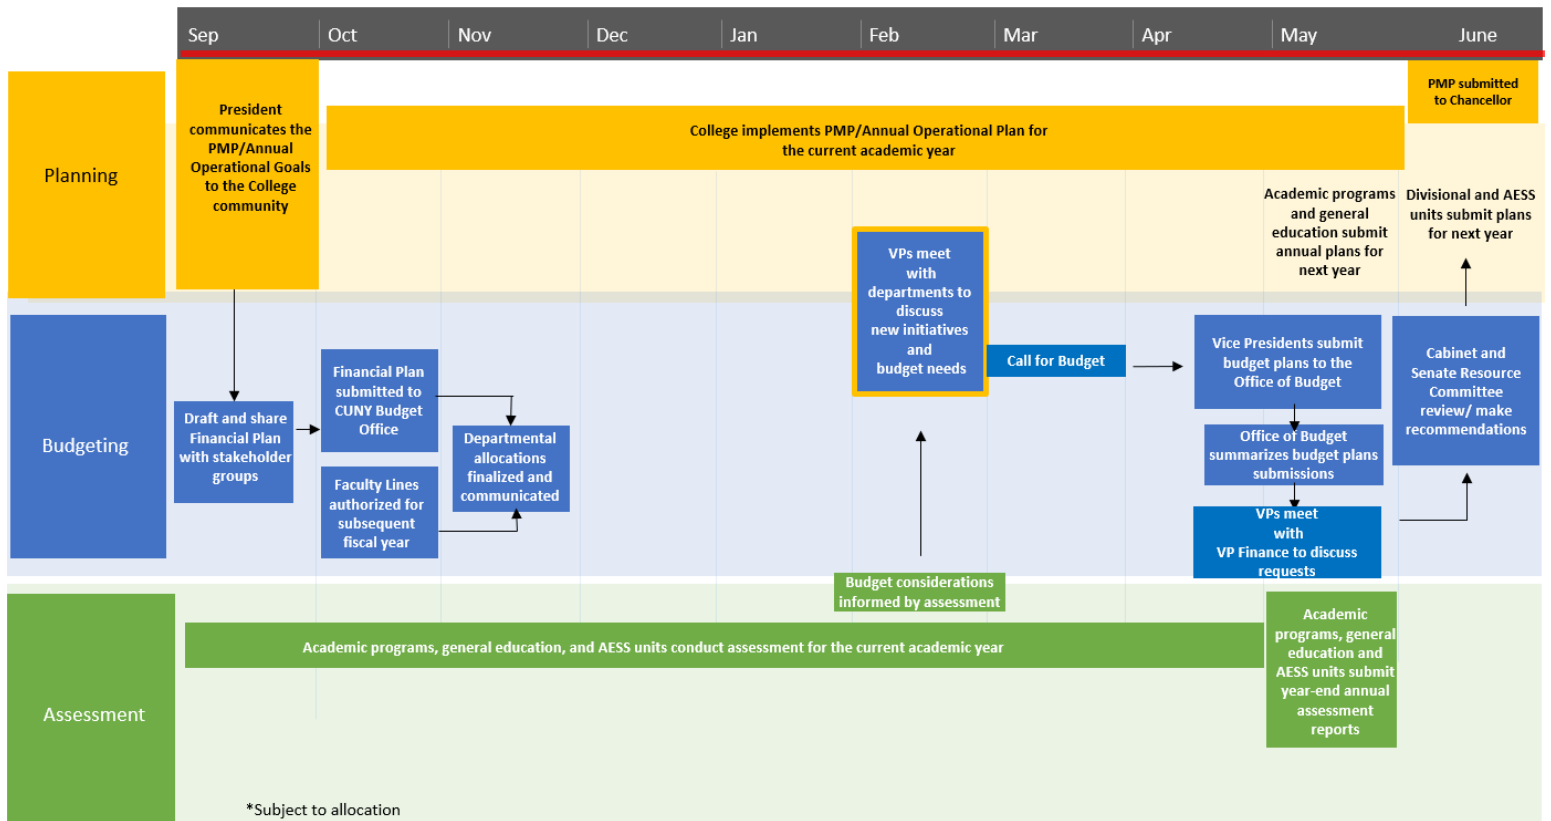 Sep
Oct
Nov
Dec
Jan
Feb
Mar
Apr
May
June
Planning
President
communicates the
PMP/Annual
Operational Goals
to the College
community
College implements PMP/Annual Operational Plan for
the current academic year
PMP submitted
to Chancellor
Academic programs
and general
education submit
annual plans for
next year
Divisional and AESS
units submit plans
for next year
Budgeting
Draft and share
Financial Plan
with stakeholder
groups
Financial Plan
submitted to
CUNY Budget
Office
Faculty Lines
authorized for
subsequent
fiscal year
Departmental
allocations
finalized and
communicated
VPs meet
with
departments to
discuss
new initiatives
and
budget needs
Call for Budget
Vice Presidents submit
budget plans to the
Office of Budget
Office of Budget
summarizes budget plans
submissions
VPs meet
with
VP Finance to discuss
requests
Cabinet and
Senate Resource
Committee
review/ make
recommendations
Assessment
Budget considerations
informed by assessment
Academic programs, general education, and AESS units conduct assessment for the current academic year
Academic
programs, general
education and
AESS units submit
year-end annual
assessment
reports
*Subject to allocation